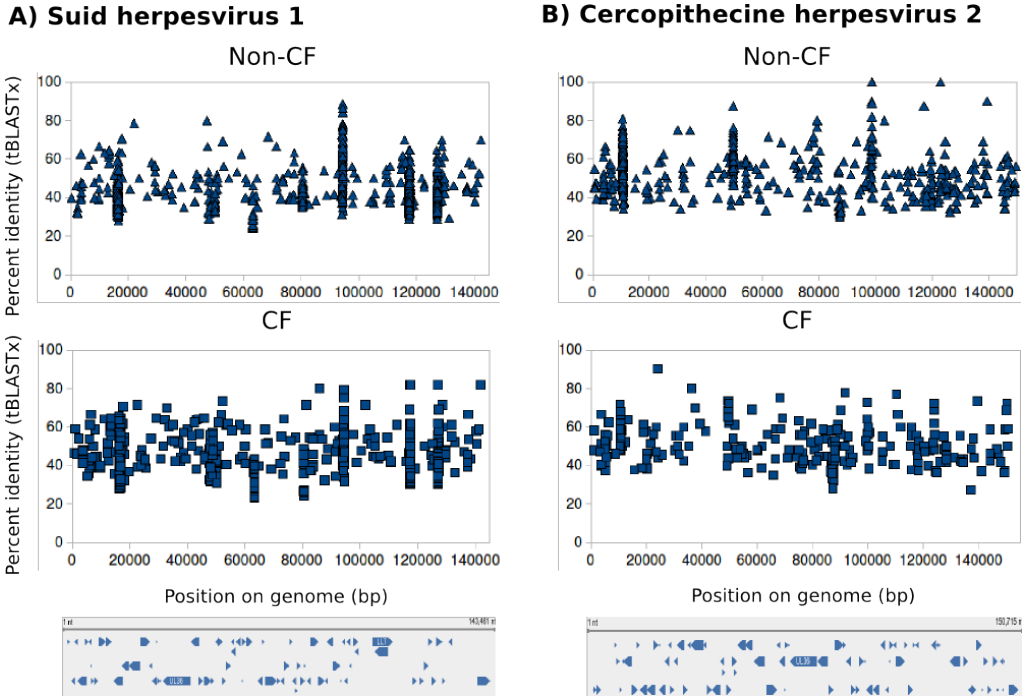 A) Suid herpesvirus 1
B) Cercopithecine herpesvirus 2
Non-CF
Non-CF
Percent identity (tBLASTx)
100
80
60
40
20
0
0 20000 40000 60000 80000 100000 120000 140000
100
80
60
40
20
0
0 20000 40000 60000 80000 100000 120000 140000
CF
CF
Percent identity (tBLASTx)
100
80
60
40
20
0
0 20000 40000 60000 80000 100000 120000 140000
100
80
60
40
20
0
0 20000 40000 60000 80000 100000 120000 140000
Position on genome (bp)
Position on genome (bp)
1 nt
143,461 n
1 nt
150,715 n
UL36
UL36